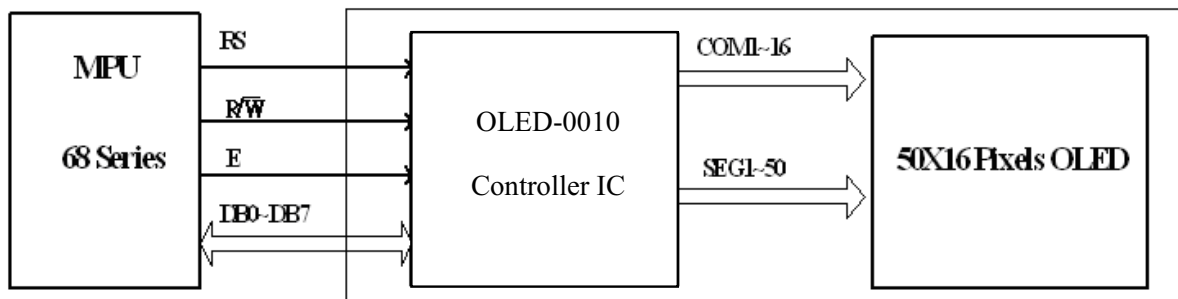 MPU
68 Series
RS
R/W̅
E
DB0~DB7
OLED-0010
Controller IC
COM1~16
SEG1~50
50X16 Pixels OLED